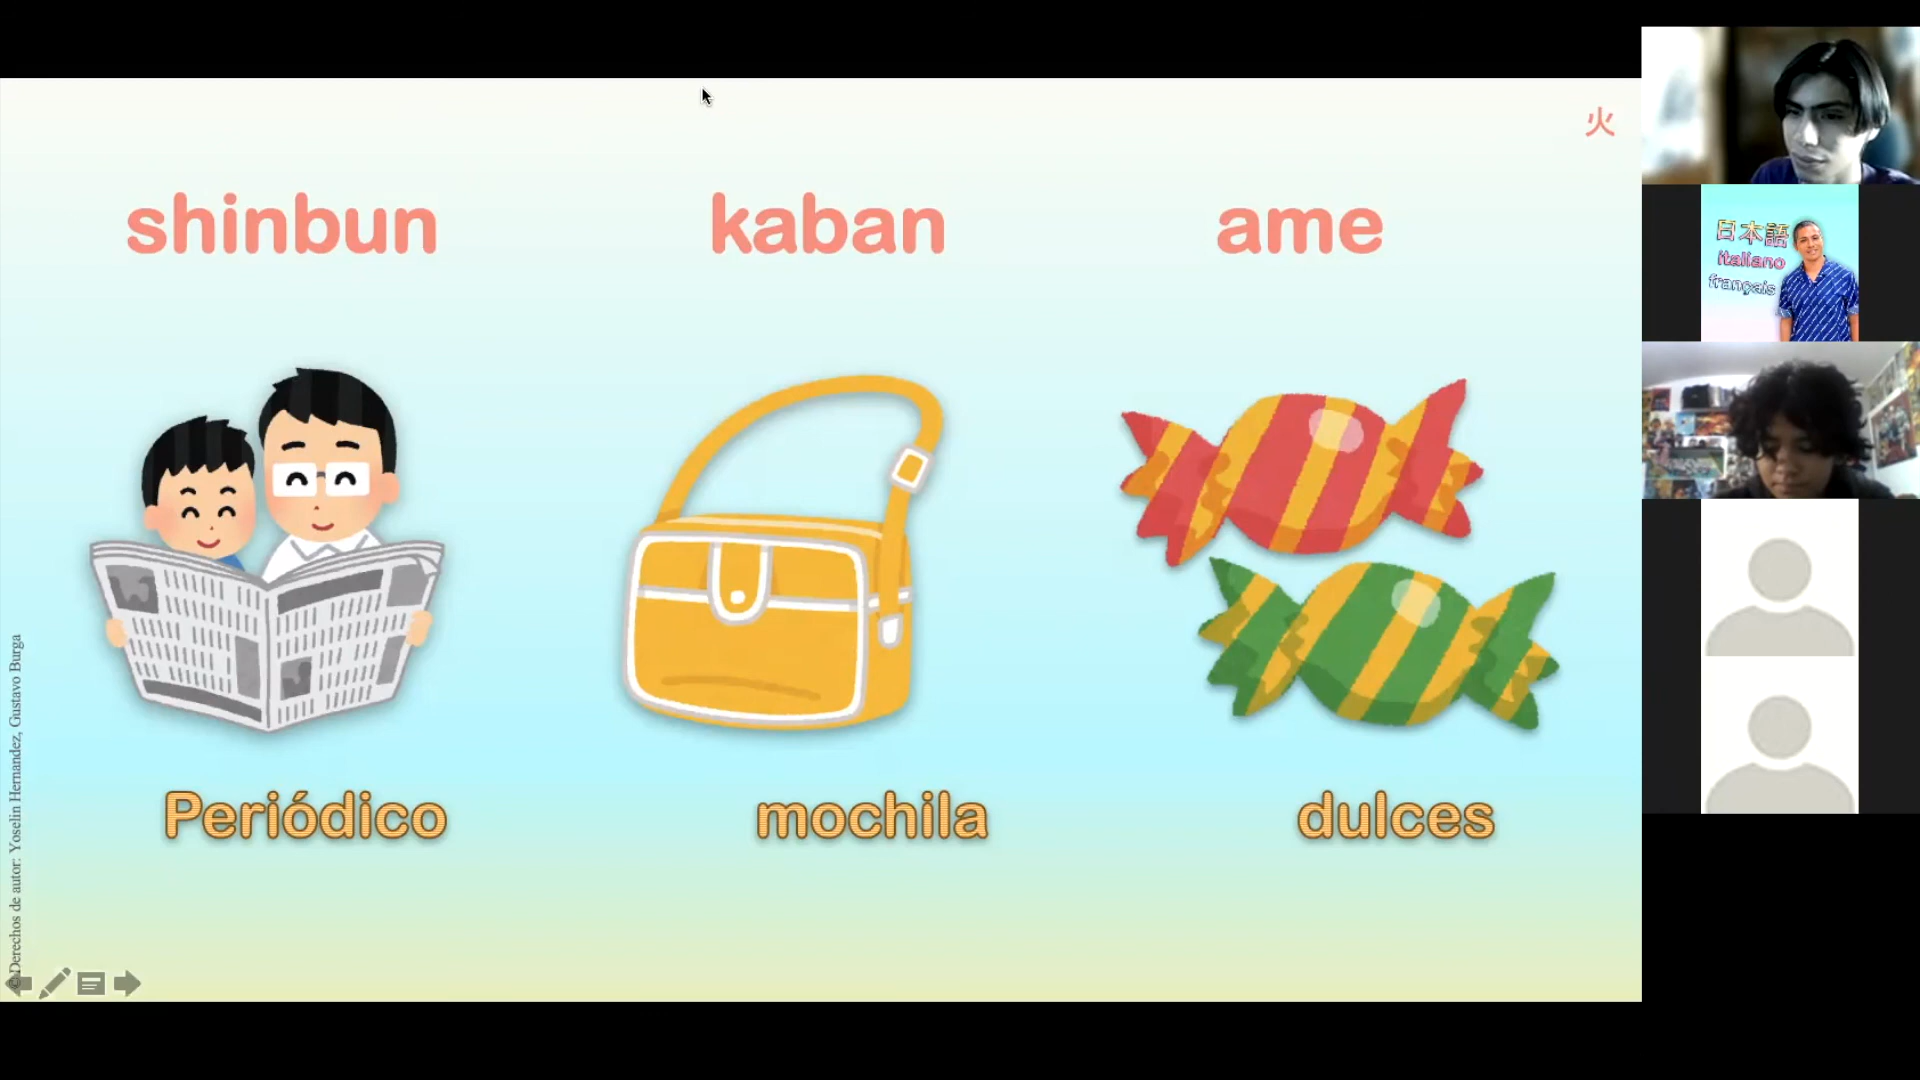 火
shinbun
kaban
ame
Periódico
mochila
dulces
©Derechos de autor: Yoselin Hernandez, Gustavo Burga
日本語
italiano
français